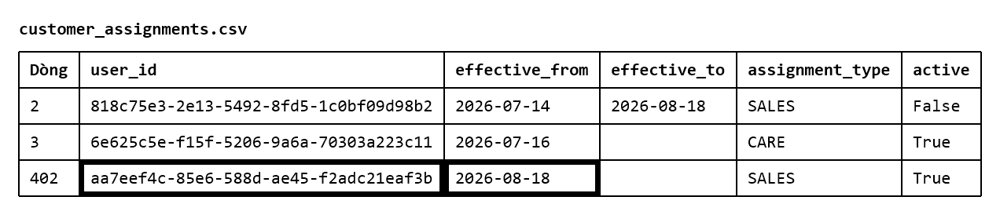 customer_assignments.csv
Dòng user_id effective_from effective_to assignment_type active
2 818c75e3-2e13-5492-8fd5-1c0bf09d98b2 2026-07-14 2026-08-18 SALES False
3 6e625c5e-f15f-5206-9a6a-70303a223c11 2026-07-16 CARE True
402 aa7eef4c-85e6-588d-ae45-f2adc21eaf3b 2026-08-18 SALES True